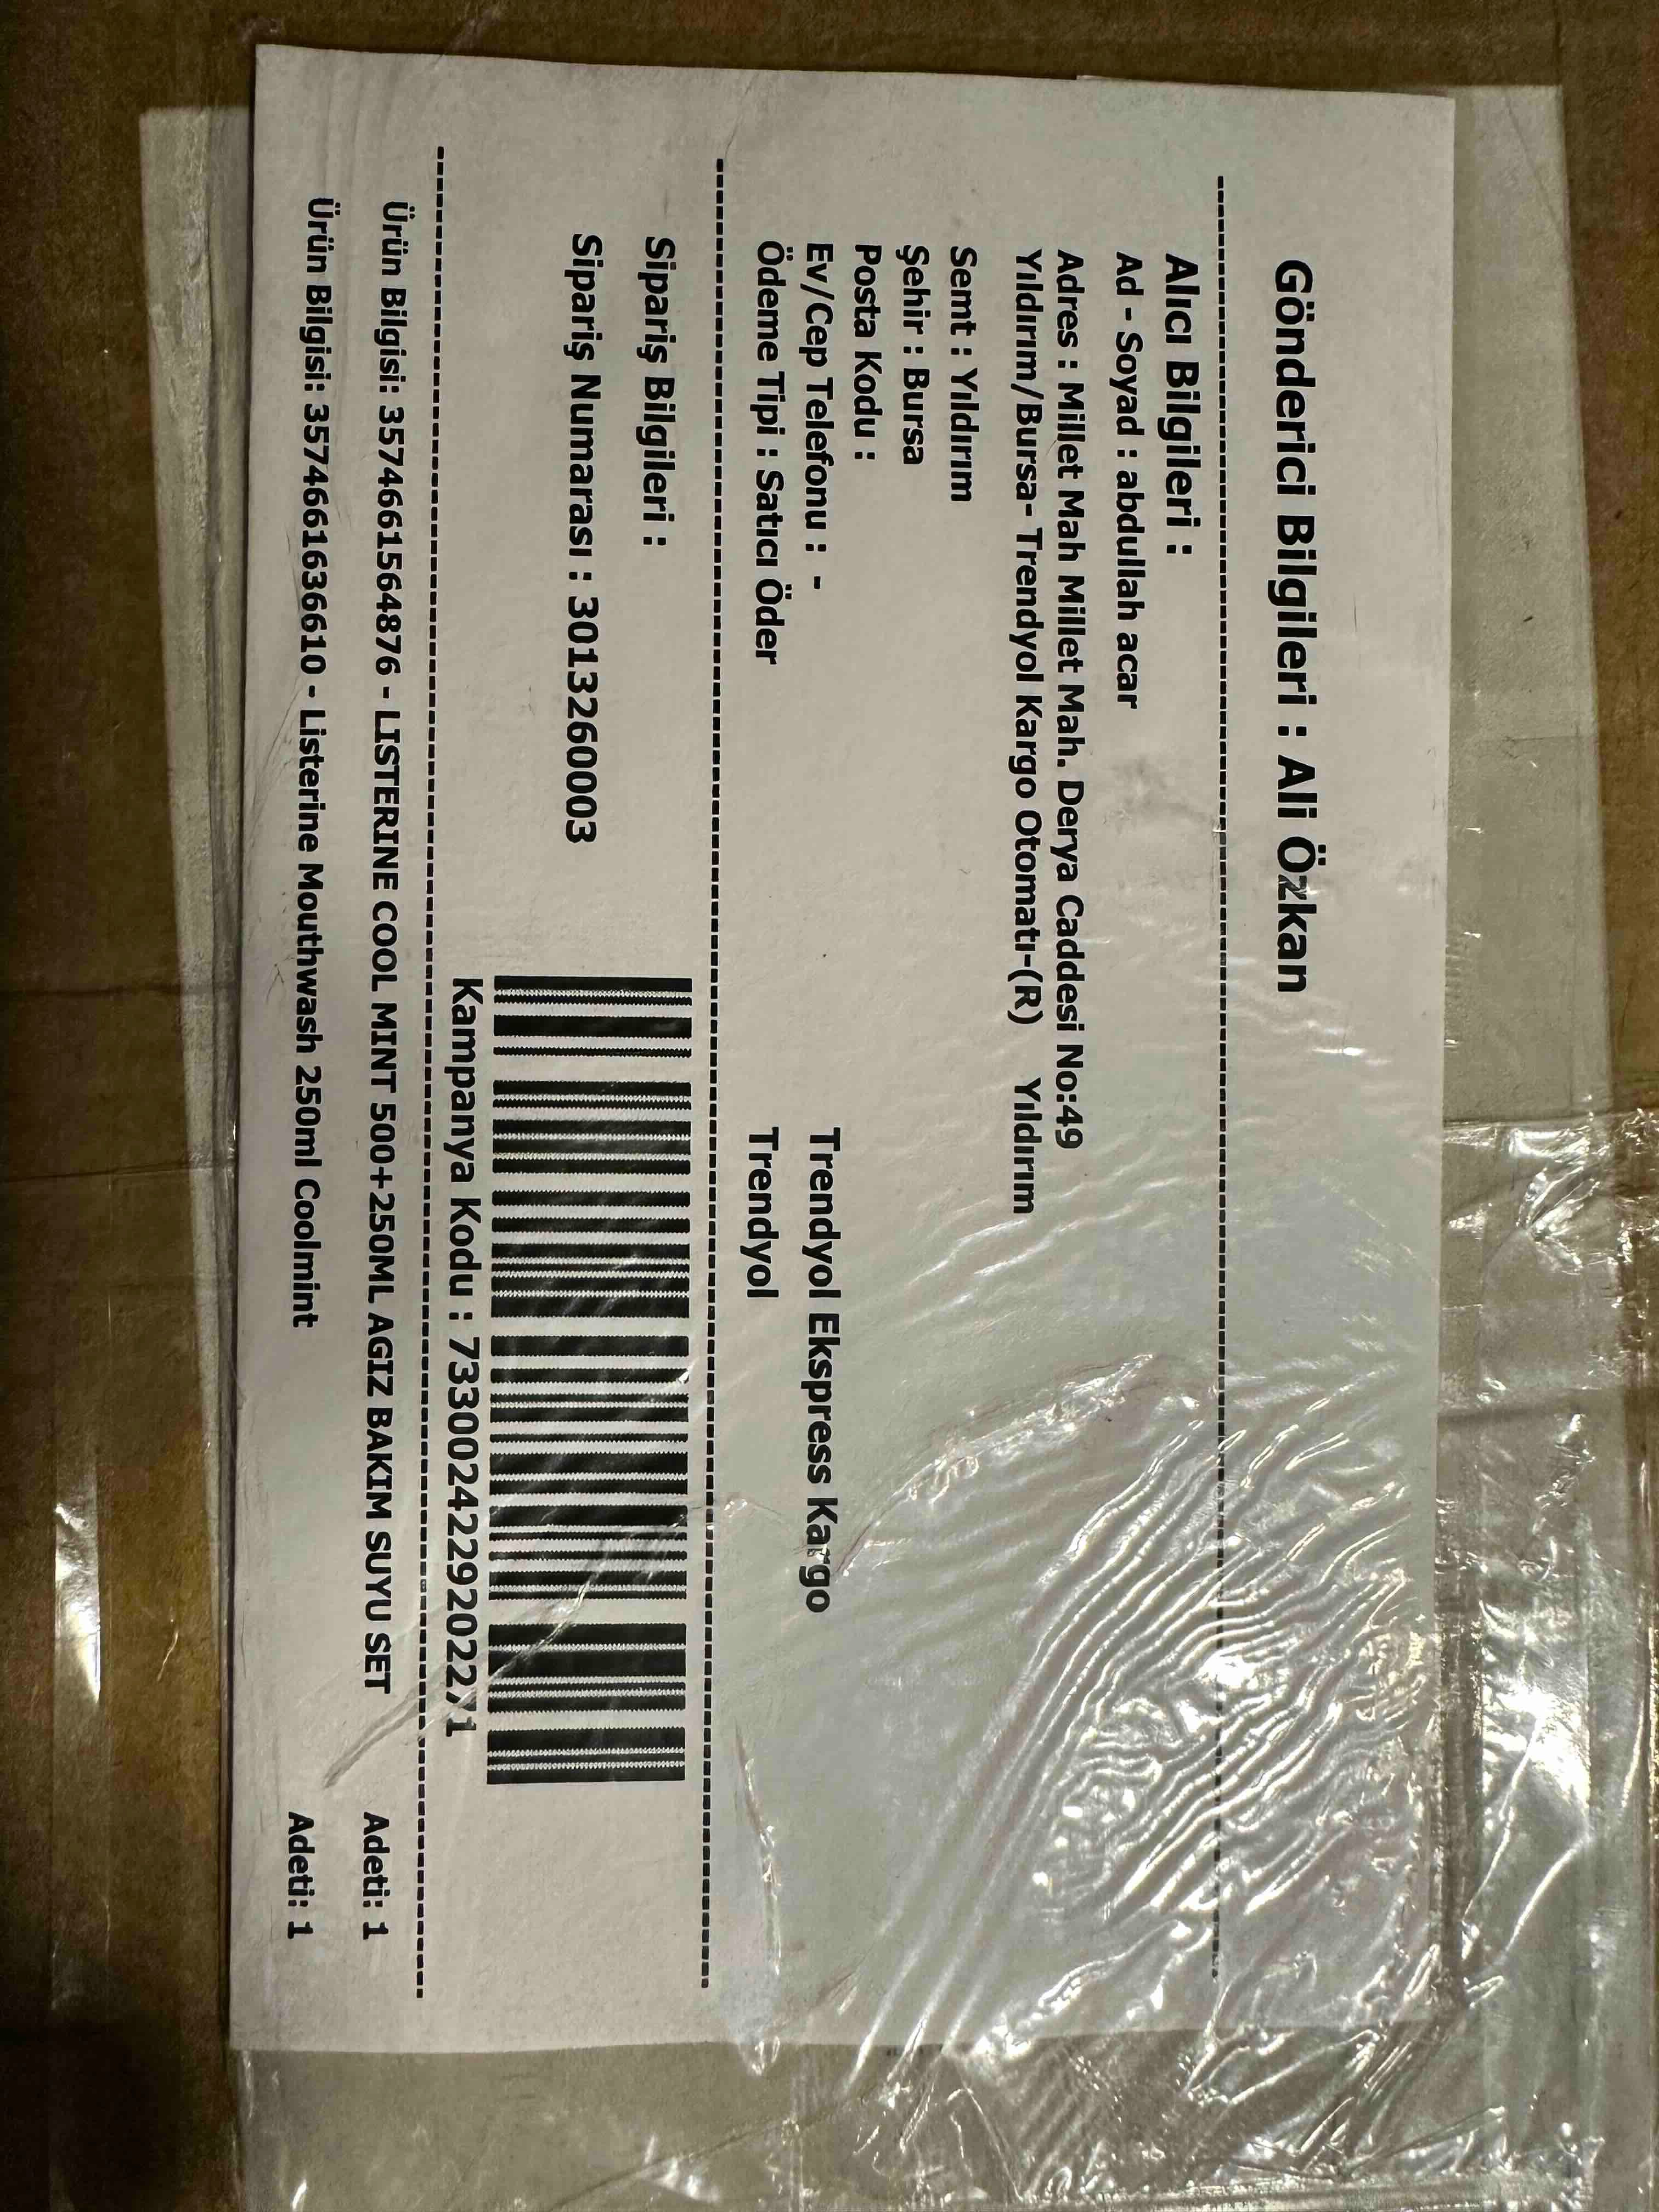 Gönderici Bilgileri : Ali Özkan
Alıcı Bilgileri :
Ad - Soyad : abdullah acar
Adres : Millet Mah Millet Mah. Derya Caddesi No:49
Yıldırım/Bursa- Trendyol Kargo Otomatı-(R) Yıldırım
Semt : Yıldırım
Şehir : Bursa
Posta Kodu :
Ev/Cep Telefonu : -
Ödeme Tipi : Satıcı Öder
Trendyol Ekspress Kargo
Trendyol
Sipariş Bilgileri :
Sipariş Numarası : 3013260003
Kampanya Kodu : 7330024229202271
Ürün Bilgisi: 3574661564876 - LISTERINE COOL MINT 500+250ML AGIZ BAKIM SUYU SET Adeti: 1
Ürün Bilgisi: 3574661636610 - Listerine Mouthwash 250ml Coolmint Adeti: 1